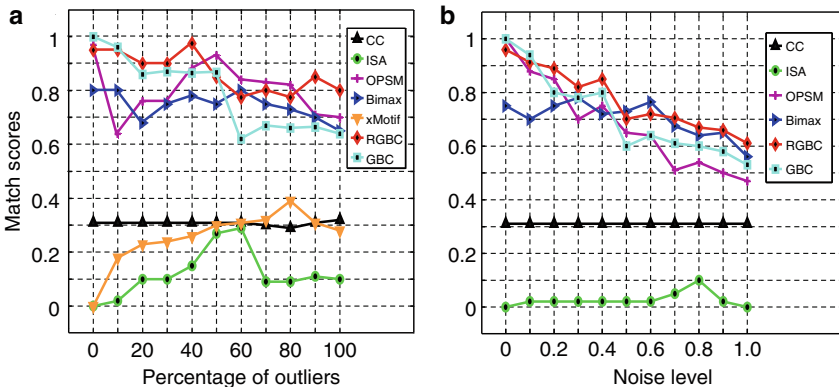 a
Match scores
1
0.8
0.6
0.4
0.2
0
0 20 40 60 80 100
Percentage of outliers
CC
ISA
OPSM
Bimax
xMotif
RGBC
GBC
b
1
0.8
0.6
0.4
0.2
0
0 0.2 0.4 0.6 0.8 1.0
Noise level
CC
ISA
OPSM
Bimax
RGBC
GBC